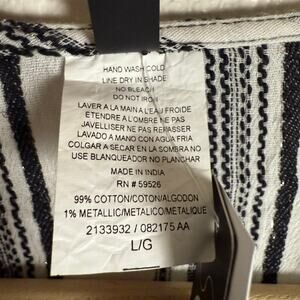 HAND WASH COLD
LINE DRY IN SHADE
NO BLEACH
DO NOT IRON
LAVER A LA MAIN A L'EAU FROIDE
ETENDRE A L'OMBRE NE PAS
JAVELLISER NE PAS REPASSER
LAVADO A MANO CON AGUA FRIA
COLGAR A SECAR EN LA SOMBRA NO
USE BLANQUEADOR NO PLANCHAR
MADE IN INDIA
RN # 59526
99% COTTON/COTON/ALGODON
1% METALLIC/METALICO/METALIQUE
2133932 / 082175 AA
L/G